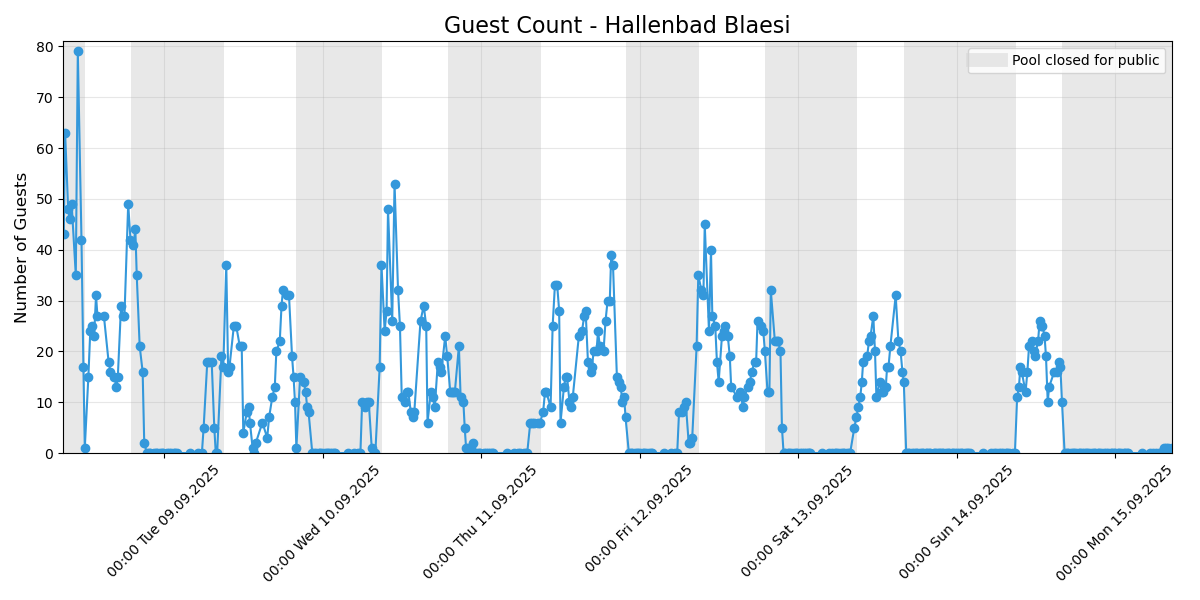 Guest Count - Hallenbad Blaesi
Pool closed for public
Number of Guests
80
70
60
50
40
30
20
10
0
00:00 Tue 09.09.2025
00:00 Wed 10.09.2025
00:00 Thu 11.09.2025
00:00 Fri 12.09.2025
00:00 Sat 13.09.2025
00:00 Sun 14.09.2025
00:00 Mon 15.09.2025